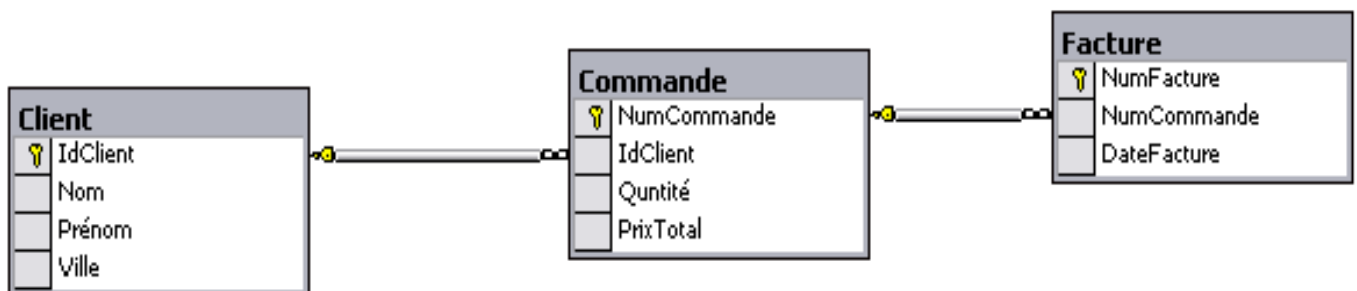 Client
IdClient
Nom
Prénom
Ville
Commande
NumCommande
IdClient
Quntité
PrixTotal
Facture
NumFacture
NumCommande
DateFacture